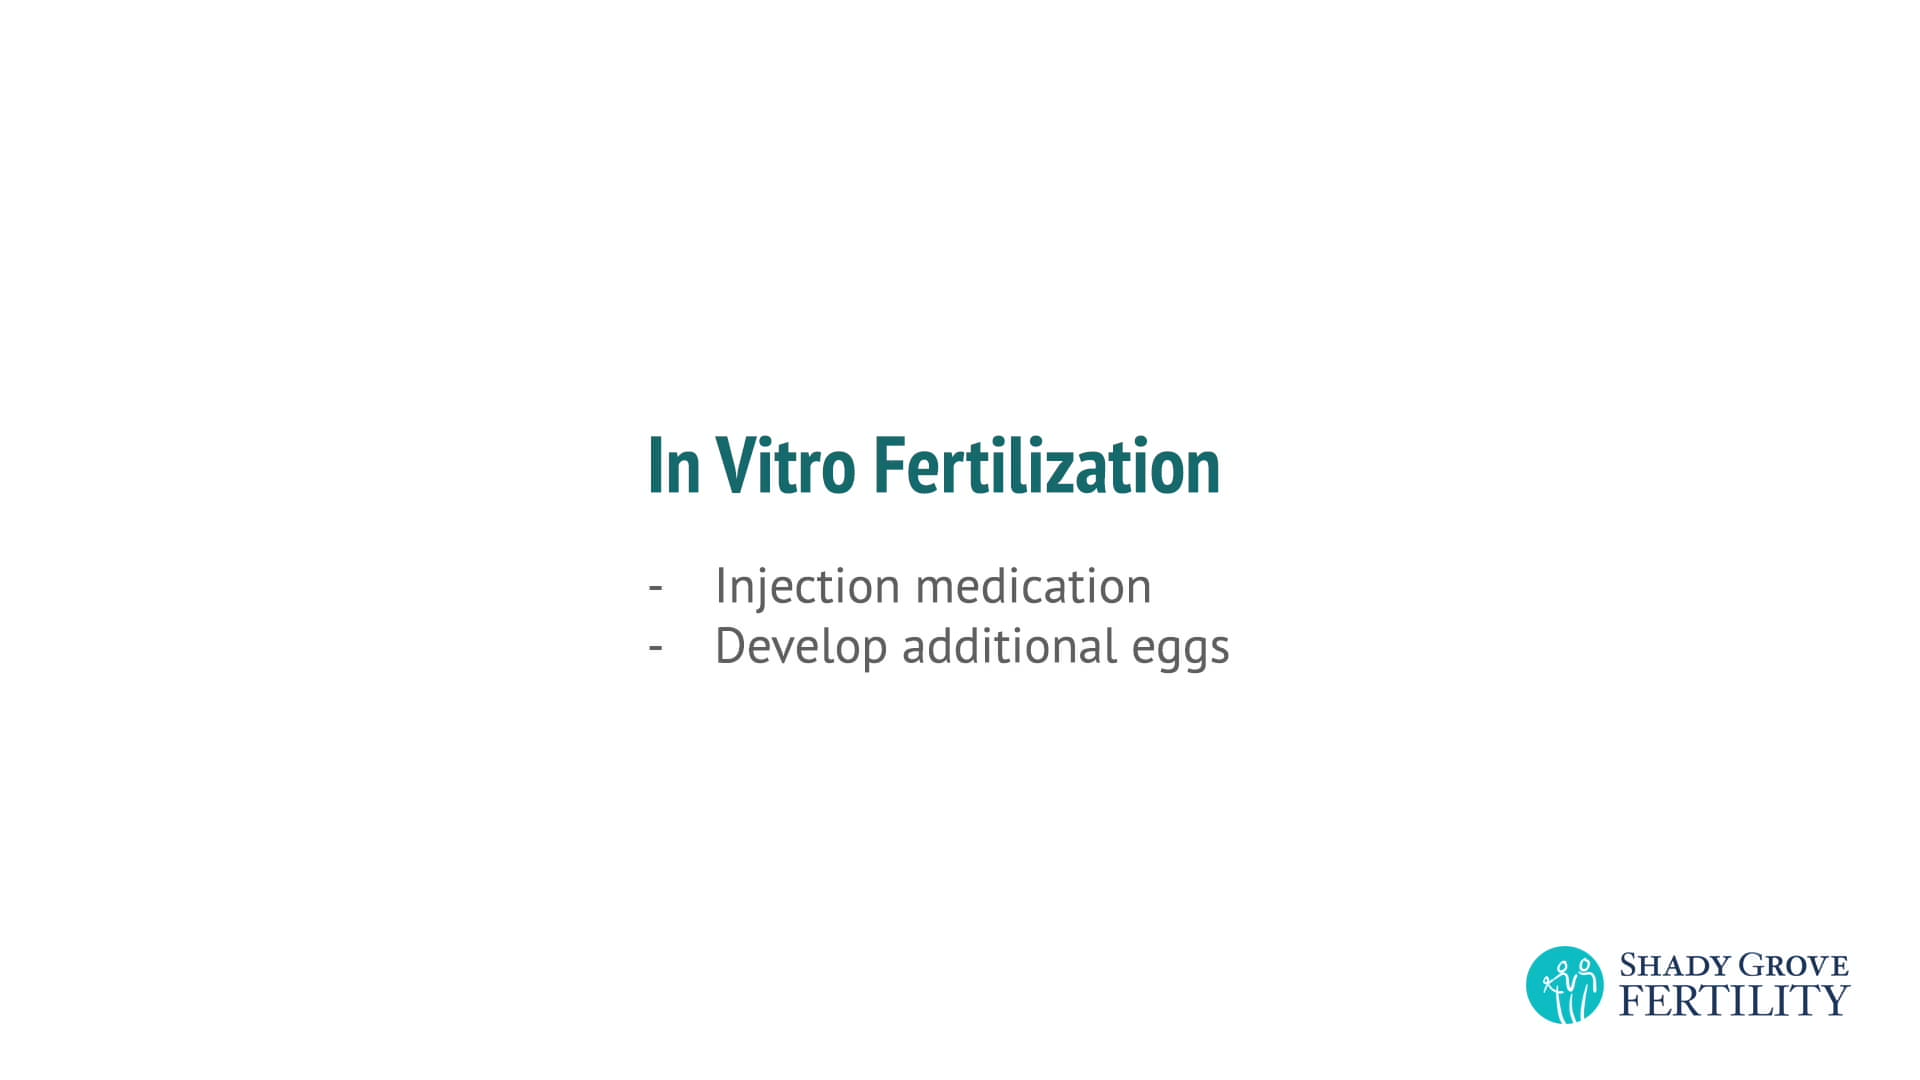 In Vitro Fertilization
- Injection medication
- Develop additional eggs
SHADY GROVE
FERTILITY